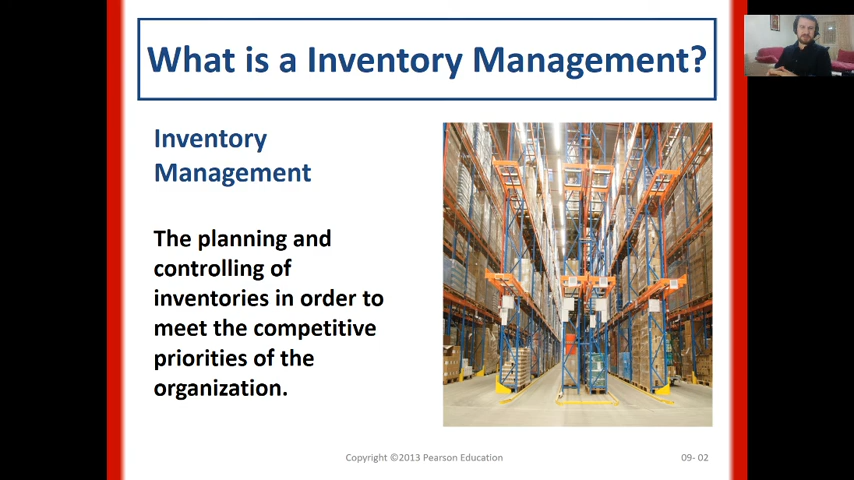 What is a Inventory Management?
Inventory
Management
The planning and
controlling of
inventories in order to
meet the competitive
priorities of the
organization.
Copyright ©2013 Pearson Education
09- 02